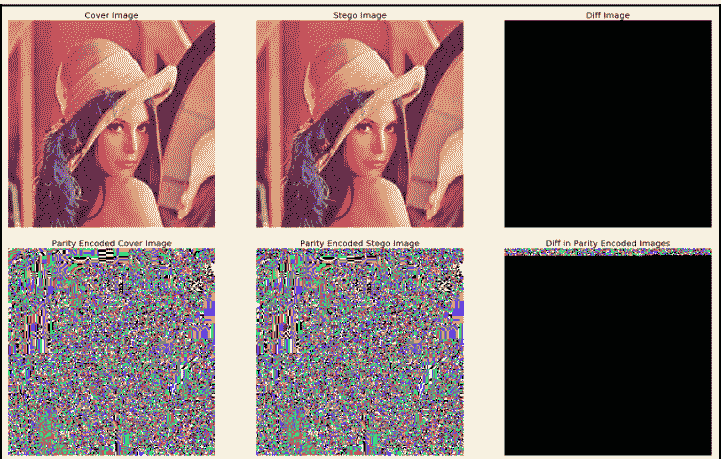 Cover Image
Stego Image
Diff Image
Parity Encoded Cover Image
Parity Encoded Stego Image
Diff in Parity Encoded Images